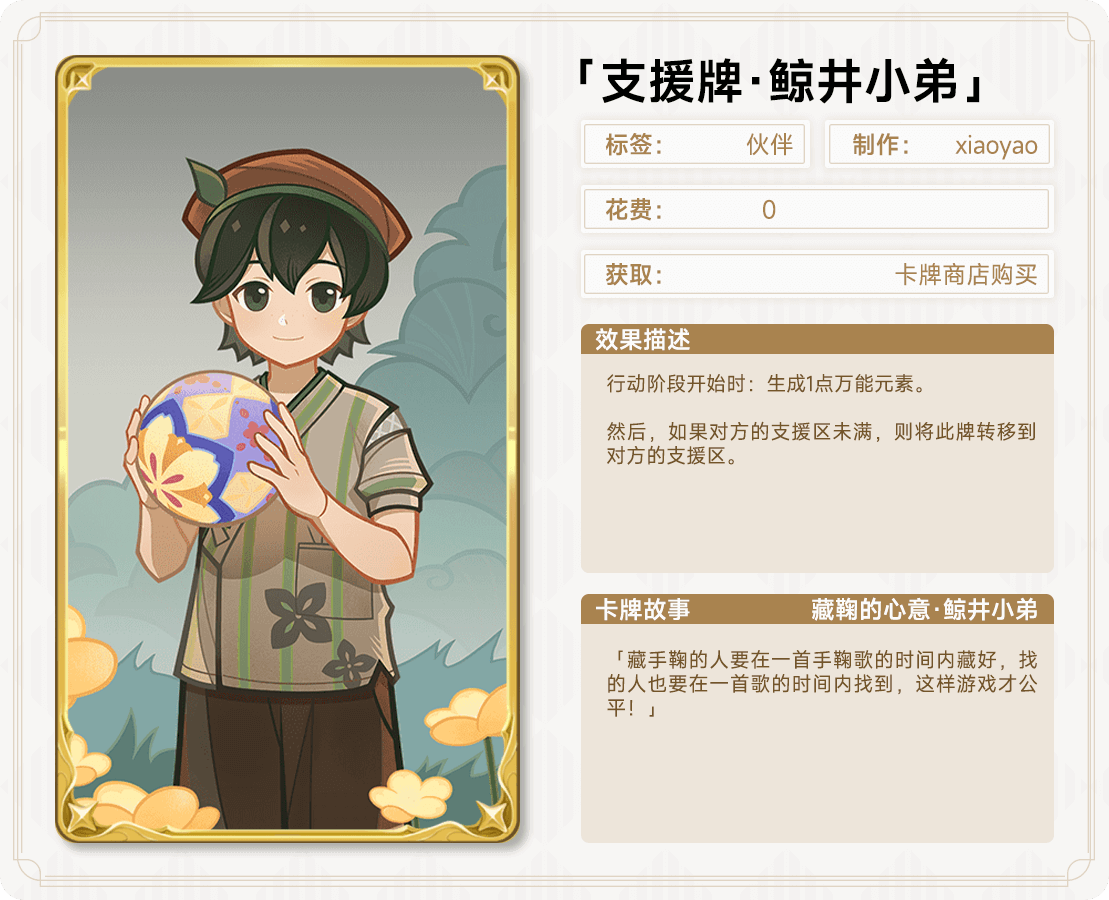 「支援牌·鲸井小弟」
标签： 伙伴
制作： xiaoyao
花费： 0
获取： 卡牌商店购买
效果描述
行动阶段开始时：生成1点万能元素。
然后，如果对方的支援区未满，则将此牌转移到
对方的支援区。
卡牌故事 藏鞠的心意·鲸井小弟
「藏手鞠的人要在一首手鞠歌的时间内藏好，找
的人也要在一首歌的时间内找到，这样游戏才公
平！」